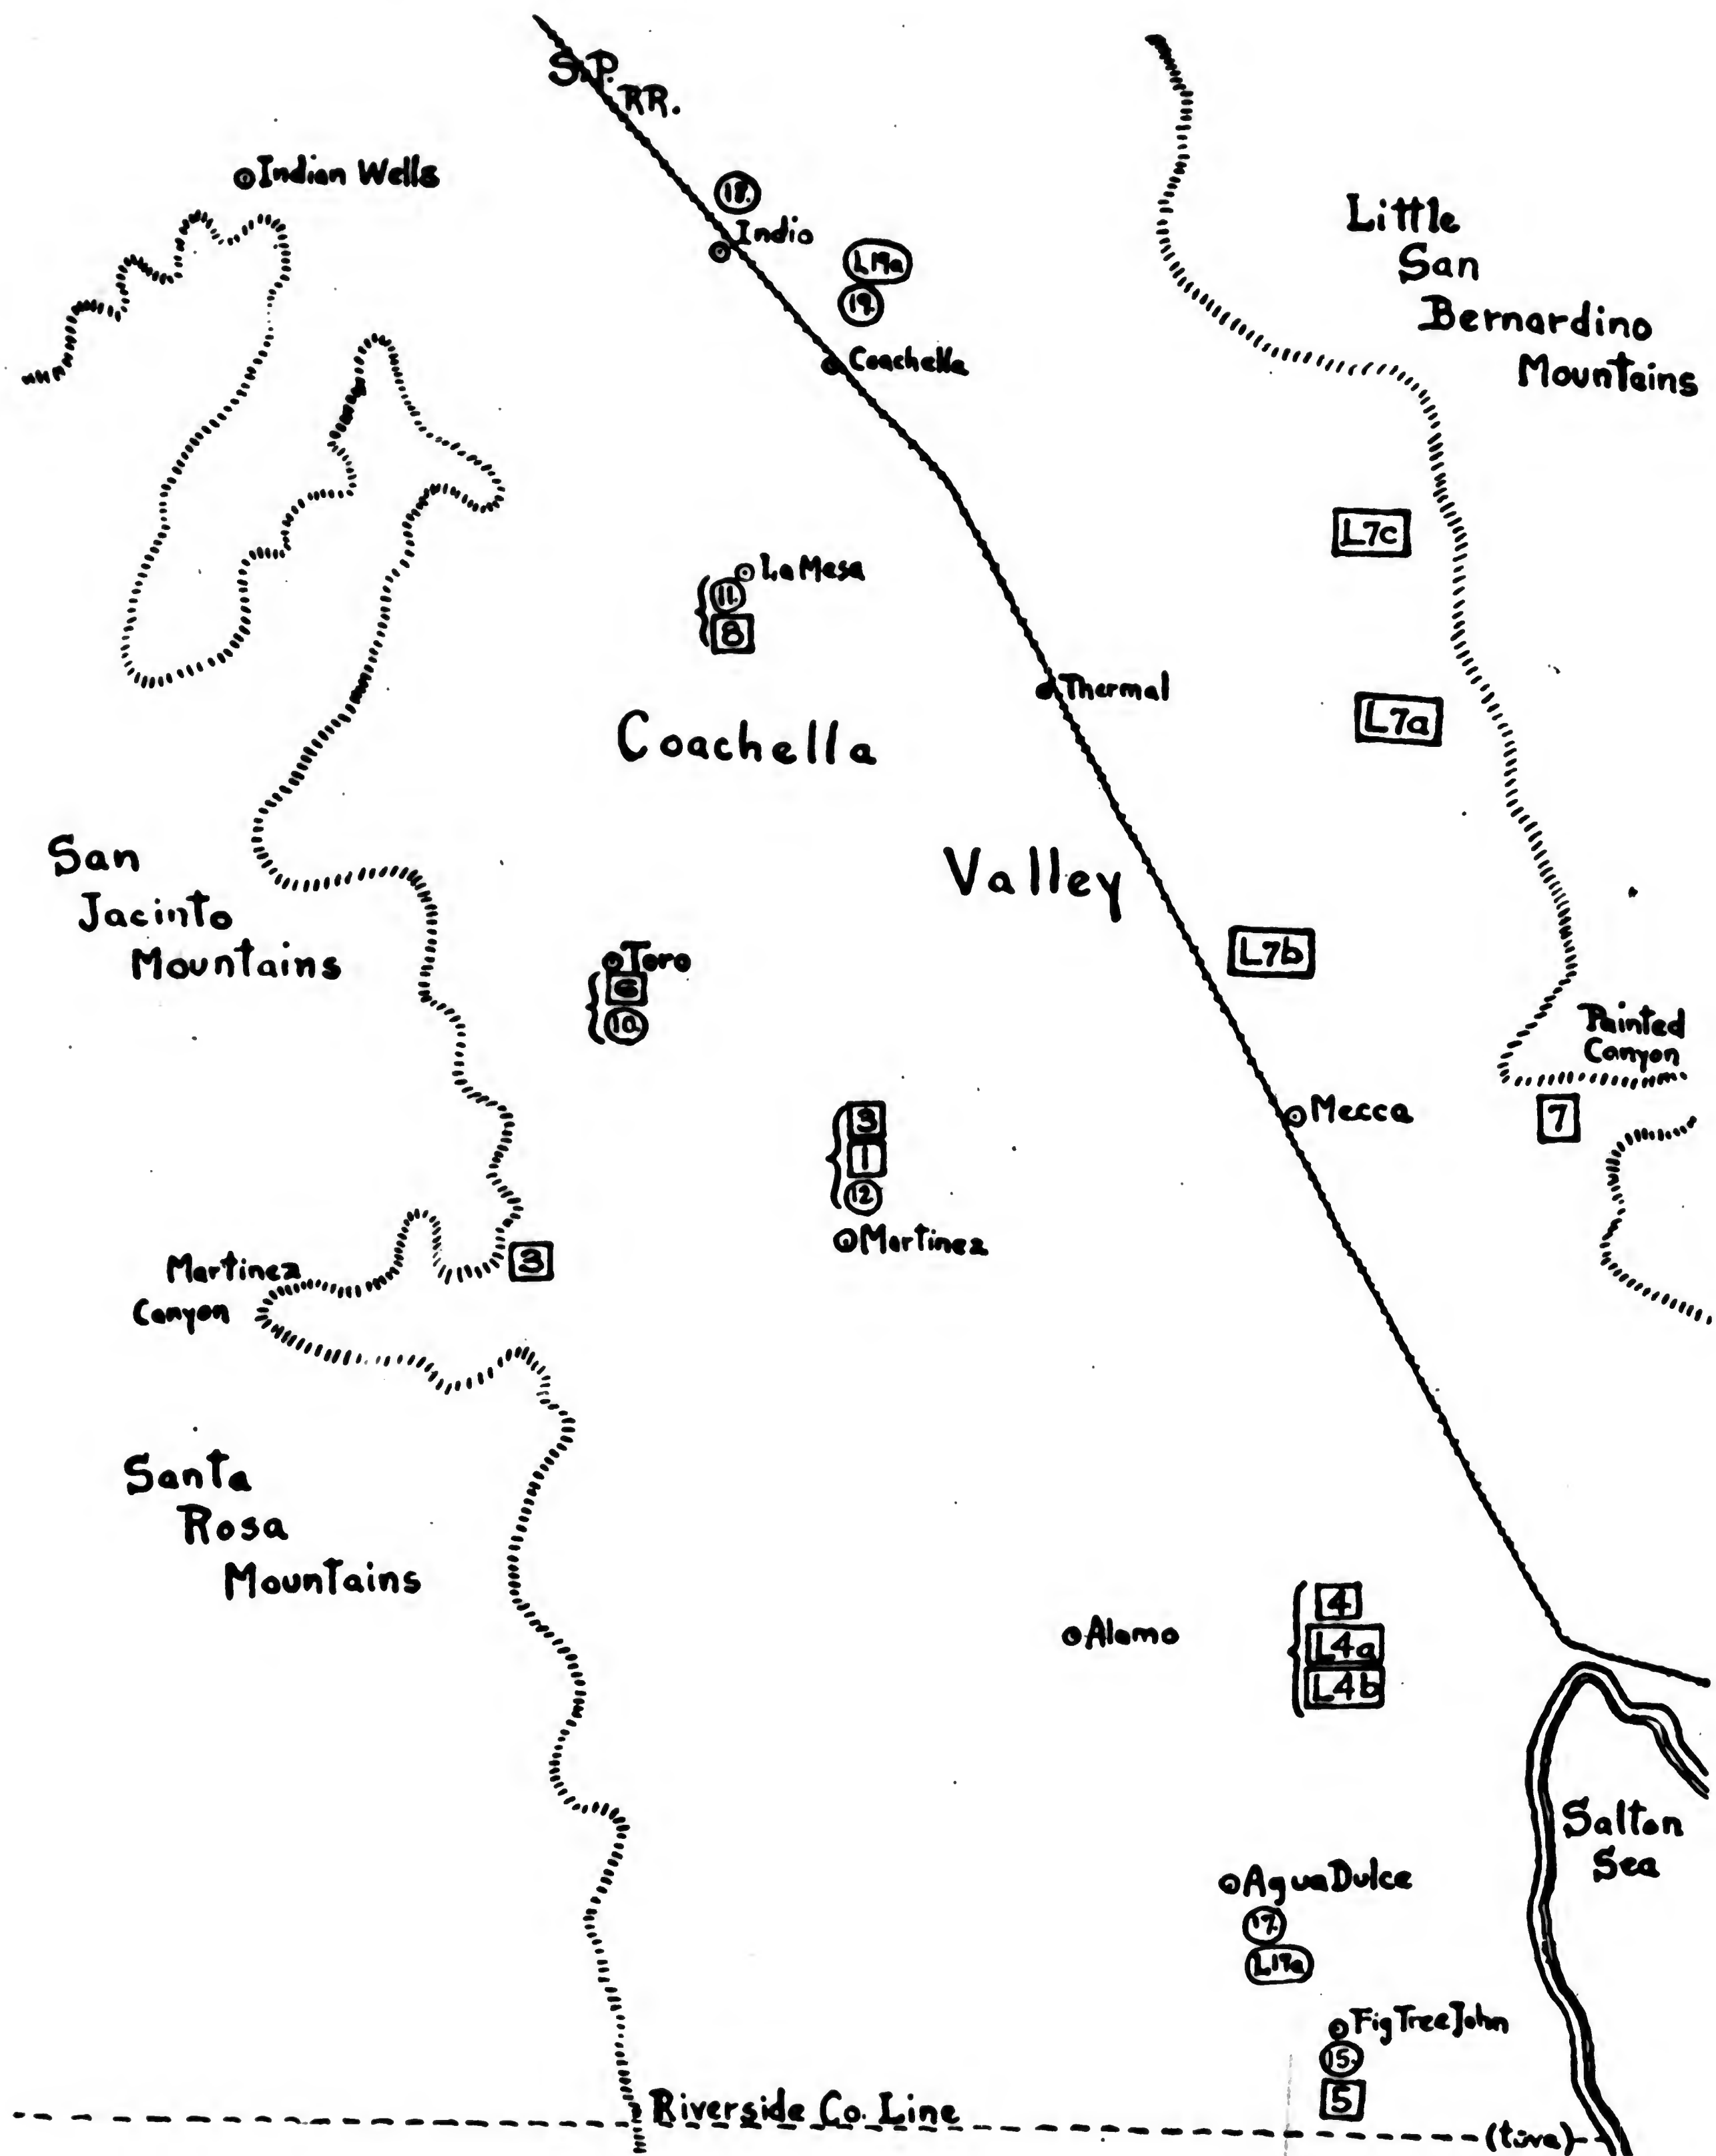 S.P.
RR.
Indian Wells
18.
Indio
L19a
19.
Coachella
Little
San
Bernardino
Mountains
L7c
La Mesa
11.
8
Thermal
L7a
Coachella
Valley
San
Jacinto
Mountains
L7b
Toro
6
10
Painted
Canyon
7
Mecca
3
1
12
Martinez
3
Martinez
Canyon
Santa
Rosa
Mountains
4
Alamo
L4a
L4b
Salton
Sea
Agua Dulce
17.
L17a
Fig Tree John
15.
5
Riverside Co. Line